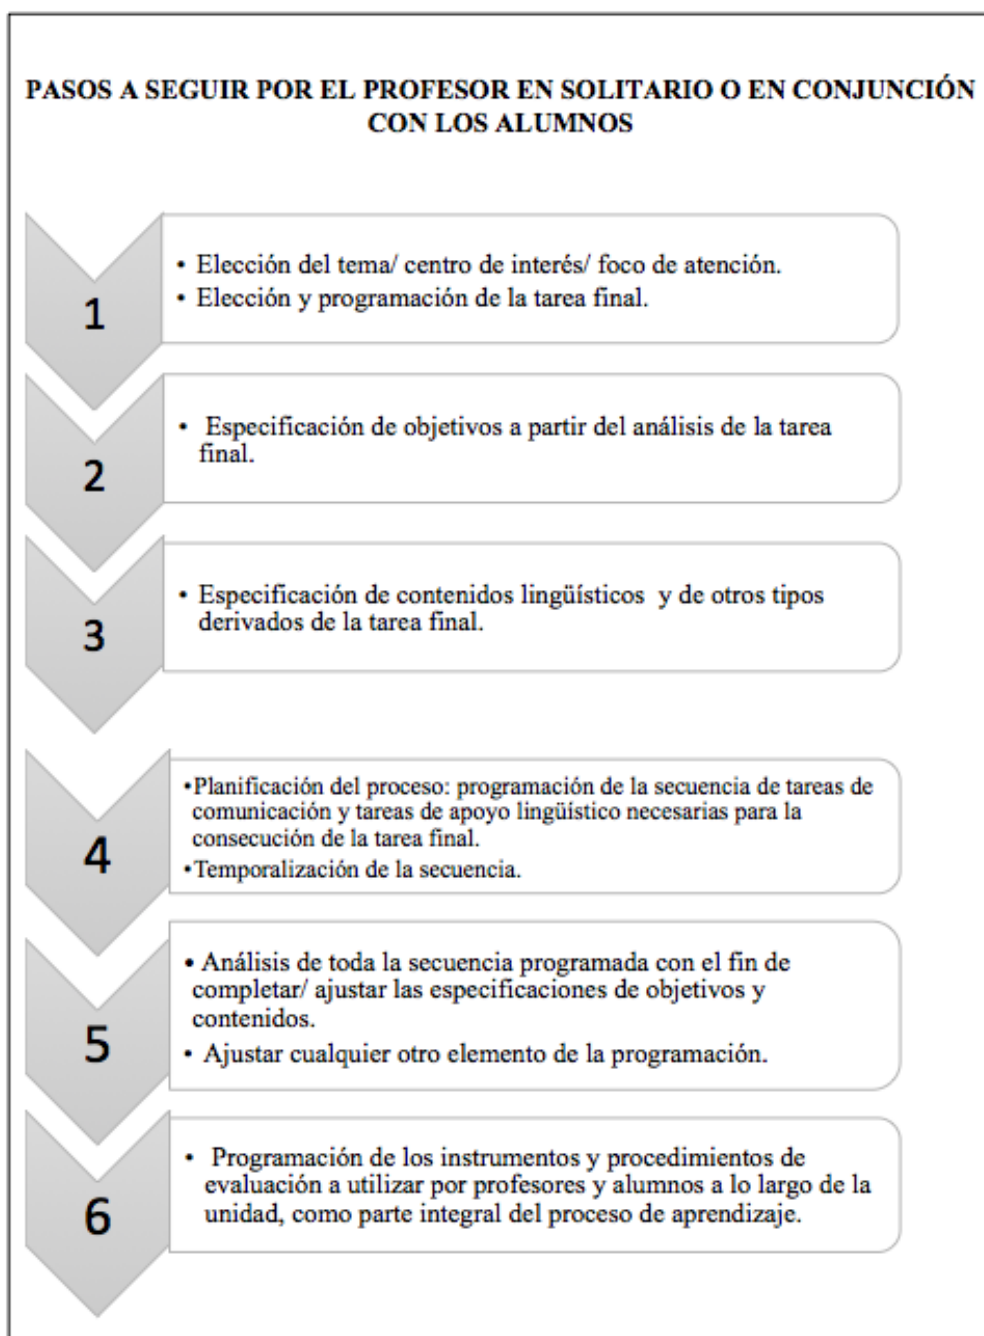 PASOS A SEGUIR POR EL PROFESOR EN SOLITARIO O EN CONJUNCIÓN
CON LOS ALUMNOS
1
• Elección del tema/ centro de interés/ foco de atención.
• Elección y programación de la tarea final.
2
• Especificación de objetivos a partir del análisis de la tarea
final.
3
• Especificación de contenidos lingüísticos y de otros tipos
derivados de la tarea final.
4
•Planificación del proceso: programación de la secuencia de tareas de
comunicación y tareas de apoyo lingüístico necesarias para la
consecución de la tarea final.
•Temporalización de la secuencia.
5
• Análisis de toda la secuencia programada con el fin de
completar/ ajustar las especificaciones de objetivos y
contenidos.
• Ajustar cualquier otro elemento de la programación.
6
• Programación de los instrumentos y procedimientos de
evaluación a utilizar por profesores y alumnos a lo largo de la
unidad, como parte integral del proceso de aprendizaje.